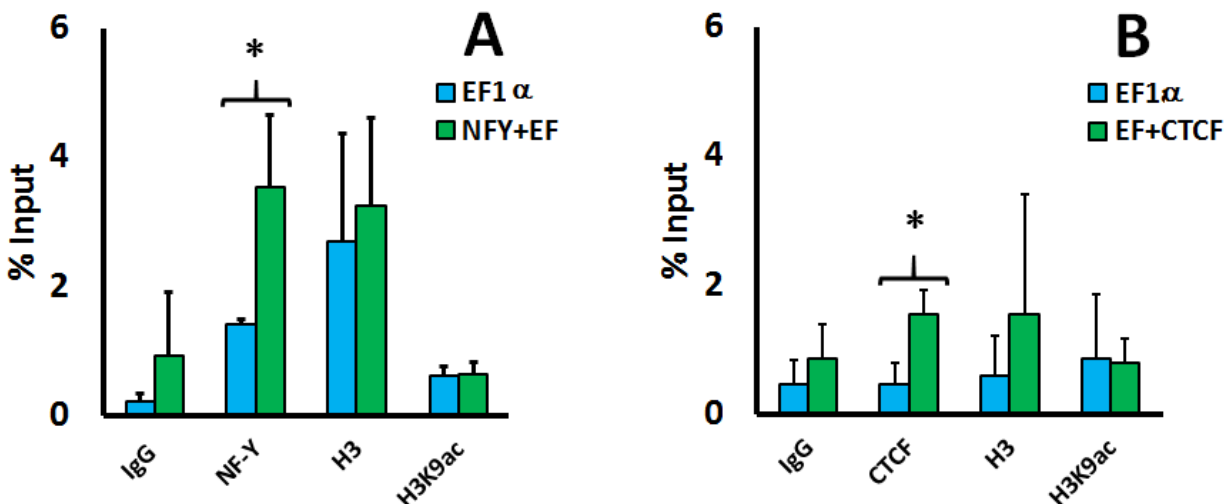 A
% Input
6
4
2
0
*
EF1 α
NFY+EF
IgG
NF-Y
H3
H3K9ac
B
% Input
6
4
2
0
*
EF1α
EF+CTCF
IgG
CTCF
H3
H3K9ac